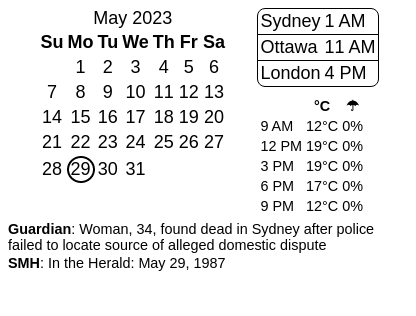 May 2023
Su Mo Tu We Th Fr Sa
1 2 3 4 5 6
7 8 9 10 11 12 13
14 15 16 17 18 19 20
21 22 23 24 25 26 27
28 29 30 31
Sydney 1 AM
Ottawa 11 AM
London 4 PM
°C ☂
9 AM 12°C 0%
12 PM 19°C 0%
3 PM 19°C 0%
6 PM 17°C 0%
9 PM 12°C 0%
Guardian: Woman, 34, found dead in Sydney after police
failed to locate source of alleged domestic dispute
SMH: In the Herald: May 29, 1987